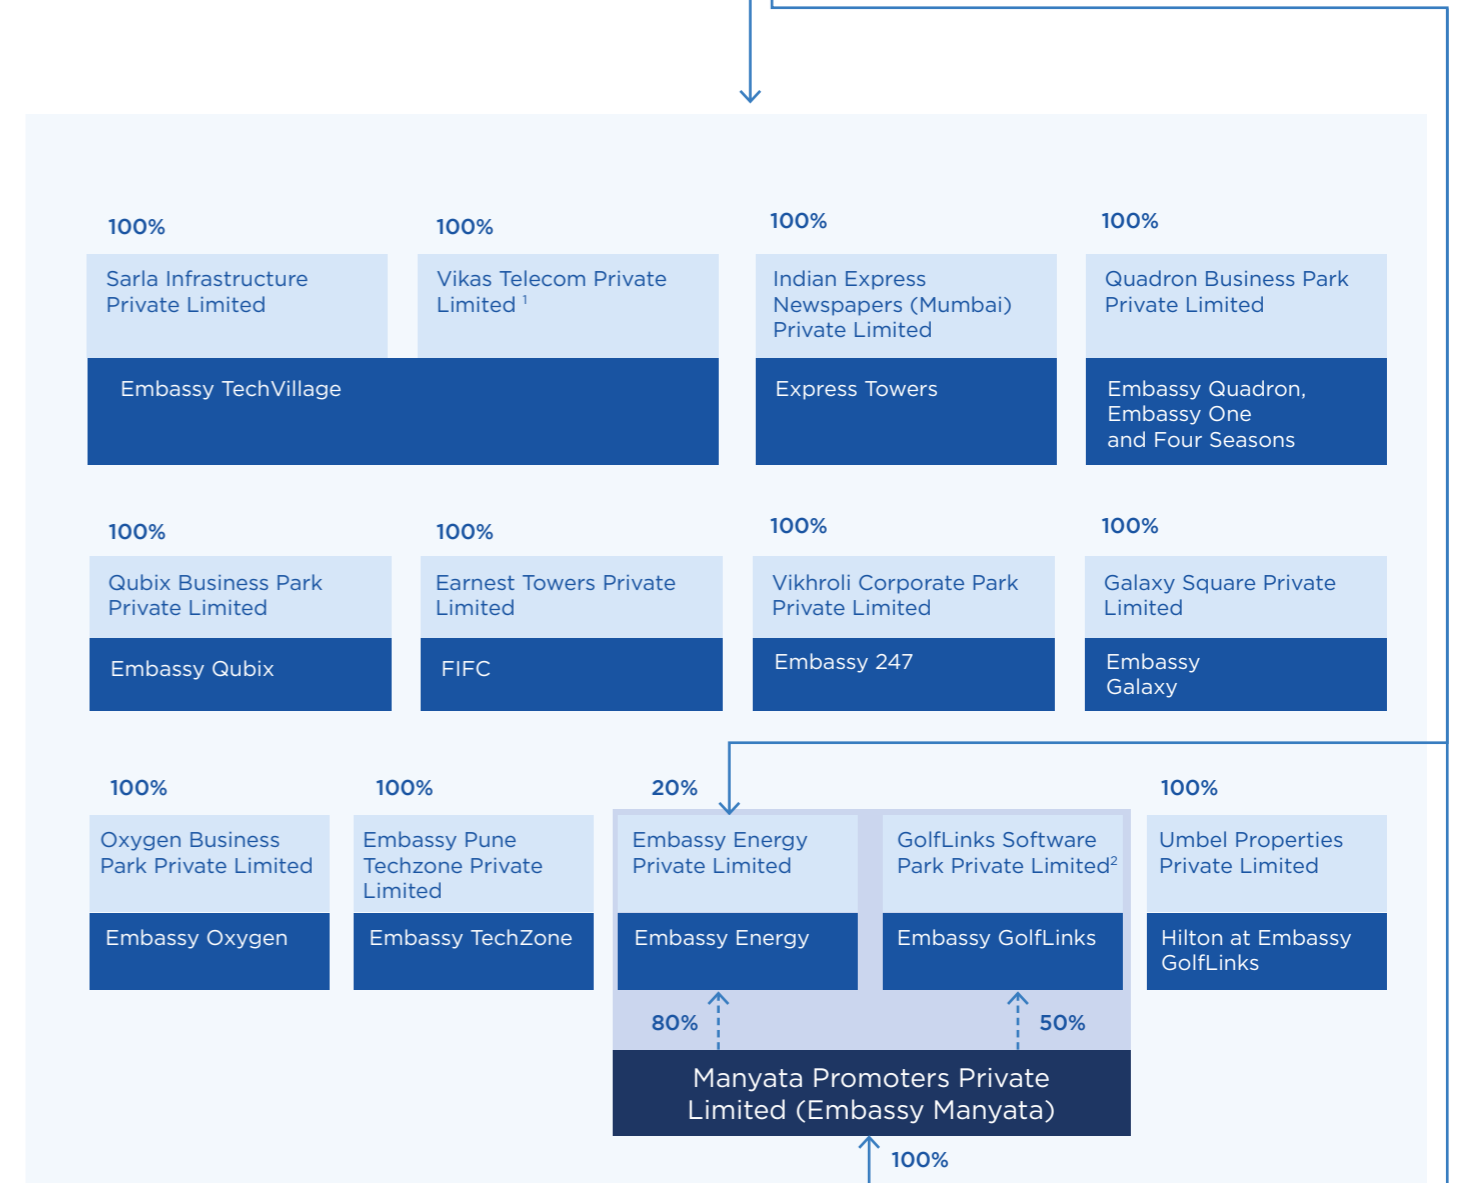 100%
Sarla Infrastructure
Private Limited
100%
Vikas Telecom Private
Limited ¹
Embassy TechVillage
100%
Indian Express
Newspapers (Mumbai)
Private Limited
Express Towers
100%
Quadron Business Park
Private Limited
Embassy Quadron,
Embassy One
and Four Seasons
100%
Qubix Business Park
Private Limited
Embassy Qubix
100%
Earnest Towers Private
Limited
FIFC
100%
Vikhroli Corporate Park
Private Limited
Embassy 247
100%
Galaxy Square Private
Limited
Embassy
Galaxy
100%
Oxygen Business
Park Private Limited
Embassy Oxygen
100%
Embassy Pune
Techzone Private
Limited
Embassy TechZone
20%
Embassy Energy
Private Limited
Embassy Energy
GolfLinks Software
Park Private Limited²
Embassy GolfLinks
100%
Umbel Properties
Private Limited
Hilton at Embassy
GolfLinks
80%
50%
Manyata Promoters Private
Limited (Embassy Manyata)
100%